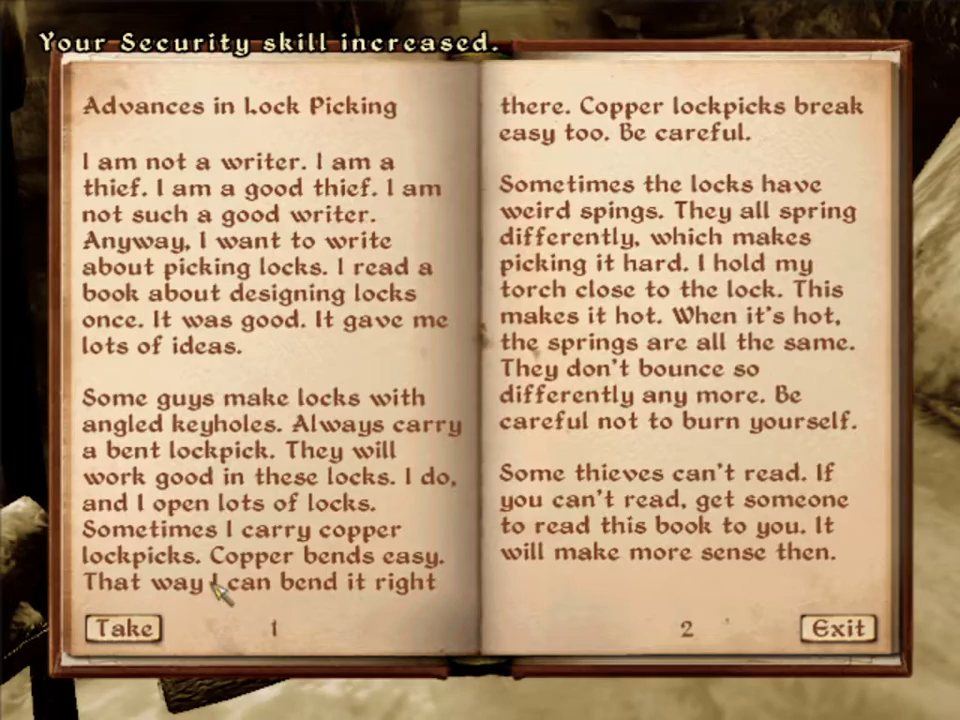 Your Security skill increased.
Advances in Lock Picking
I am not a writer. I am a
thief. I am a good thief. I am
not such a good writer.
Anyway, I want to write
about picking locks. I read a
book about designing locks
once. It was good. It gave me
lots of ideas.
Some guys make locks with
angled keyholes. Always carry
a bent lockpick. They will
work good in these locks. I do,
and I open lots of locks.
Sometimes I carry copper
lockpicks. Copper bends easy.
That way I can bend it right
Take
1
there. Copper lockpicks break
easy too. Be careful.
Sometimes the locks have
weird spings. They all spring
differently, which makes
picking it hard. I hold my
torch close to the lock. This
makes it hot. When it's hot,
the springs are all the same.
They don't bounce so
differently any more. Be
careful not to burn yourself.
Some thieves can't read. If
you can't read, get someone
to read this book to you. It
will make more sense then.
2
Exit